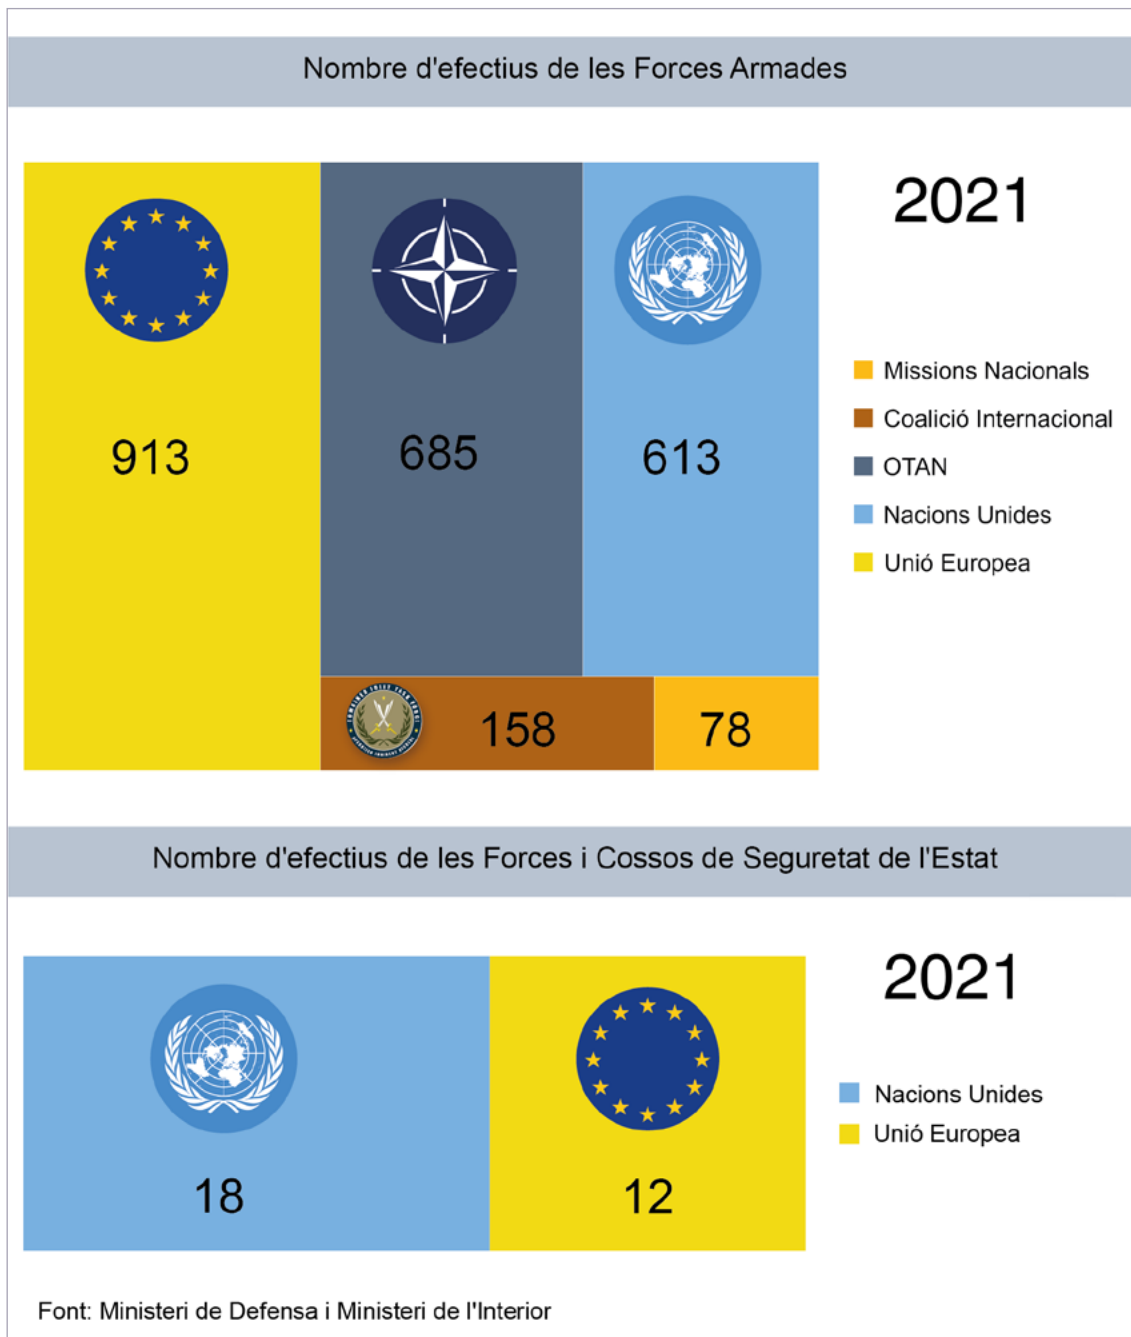 Nombre d'efectius de les Forces Armades
2021
913
685
613
158
78
Missions Nacionals
Coalició Internacional
OTAN
Nacions Unides
Unió Europea
Nombre d'efectius de les Forces i Cossos de Seguretat de l'Estat
2021
18
12
Nacions Unides
Unió Europea
Font: Ministeri de Defensa i Ministeri de l'Interior